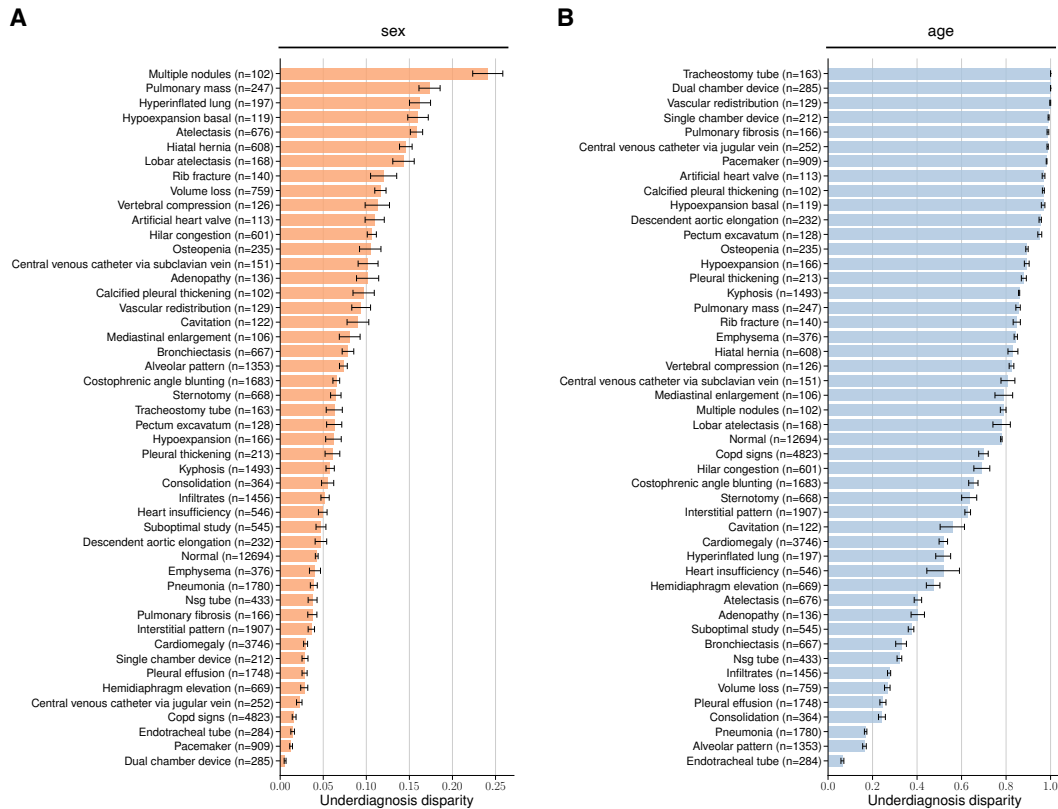 A
sex
Multiple nodules (n=102)
Pulmonary mass (n=247)
Hyperinflated lung (n=197)
Hypoexpansion basal (n=119)
Atelectasis (n=676)
Hiatal hernia (n=608)
Lobar atelectasis (n=168)
Rib fracture (n=140)
Volume loss (n=759)
Vertebral compression (n=126)
Artificial heart valve (n=113)
Hilar congestion (n=601)
Osteopenia (n=235)
Central venous catheter via subclavian vein (n=151)
Adenopathy (n=136)
Calcified pleural thickening (n=102)
Vascular redistribution (n=129)
Cavitation (n=122)
Mediastinal enlargement (n=106)
Bronchiectasis (n=667)
Alveolar pattern (n=1353)
Costophrenic angle blunting (n=1683)
Sternotomy (n=668)
Tracheostomy tube (n=163)
Pectum excavatum (n=128)
Hypoexpansion (n=166)
Pleural thickening (n=213)
Kyphosis (n=1493)
Consolidation (n=364)
Infiltrates (n=1456)
Heart insufficiency (n=546)
Suboptimal study (n=545)
Descendent aortic elongation (n=232)
Normal (n=12694)
Emphysema (n=376)
Pneumonia (n=1780)
Nsg tube (n=433)
Pulmonary fibrosis (n=166)
Interstitial pattern (n=1907)
Cardiomegaly (n=3746)
Single chamber device (n=212)
Pleural effusion (n=1748)
Hemidiaphragm elevation (n=669)
Central venous catheter via jugular vein (n=252)
Copd signs (n=4823)
Endotracheal tube (n=284)
Pacemaker (n=909)
Dual chamber device (n=285)
0.00 0.05 0.10 0.15 0.20 0.25
Underdiagnosis disparity
B
age
Tracheostomy tube (n=163)
Dual chamber device (n=285)
Vascular redistribution (n=129)
Single chamber device (n=212)
Pulmonary fibrosis (n=166)
Central venous catheter via jugular vein (n=252)
Pacemaker (n=909)
Artificial heart valve (n=113)
Calcified pleural thickening (n=102)
Hypoexpansion basal (n=119)
Descendent aortic elongation (n=232)
Pectum excavatum (n=128)
Osteopenia (n=235)
Hypoexpansion (n=166)
Pleural thickening (n=213)
Kyphosis (n=1493)
Pulmonary mass (n=247)
Rib fracture (n=140)
Emphysema (n=376)
Hiatal hernia (n=608)
Vertebral compression (n=126)
Central venous catheter via subclavian vein (n=151)
Mediastinal enlargement (n=106)
Multiple nodules (n=102)
Lobar atelectasis (n=168)
Normal (n=12694)
Copd signs (n=4823)
Hilar congestion (n=601)
Costophrenic angle blunting (n=1683)
Sternotomy (n=668)
Interstitial pattern (n=1907)
Cavitation (n=122)
Cardiomegaly (n=3746)
Hyperinflated lung (n=197)
Heart insufficiency (n=546)
Hemidiaphragm elevation (n=669)
Atelectasis (n=676)
Adenopathy (n=136)
Suboptimal study (n=545)
Bronchiectasis (n=667)
Nsg tube (n=433)
Infiltrates (n=1456)
Volume loss (n=759)
Pleural effusion (n=1748)
Consolidation (n=364)
Pneumonia (n=1780)
Alveolar pattern (n=1353)
Endotracheal tube (n=284)
0.0 0.2 0.4 0.6 0.8 1.0
Underdiagnosis disparity